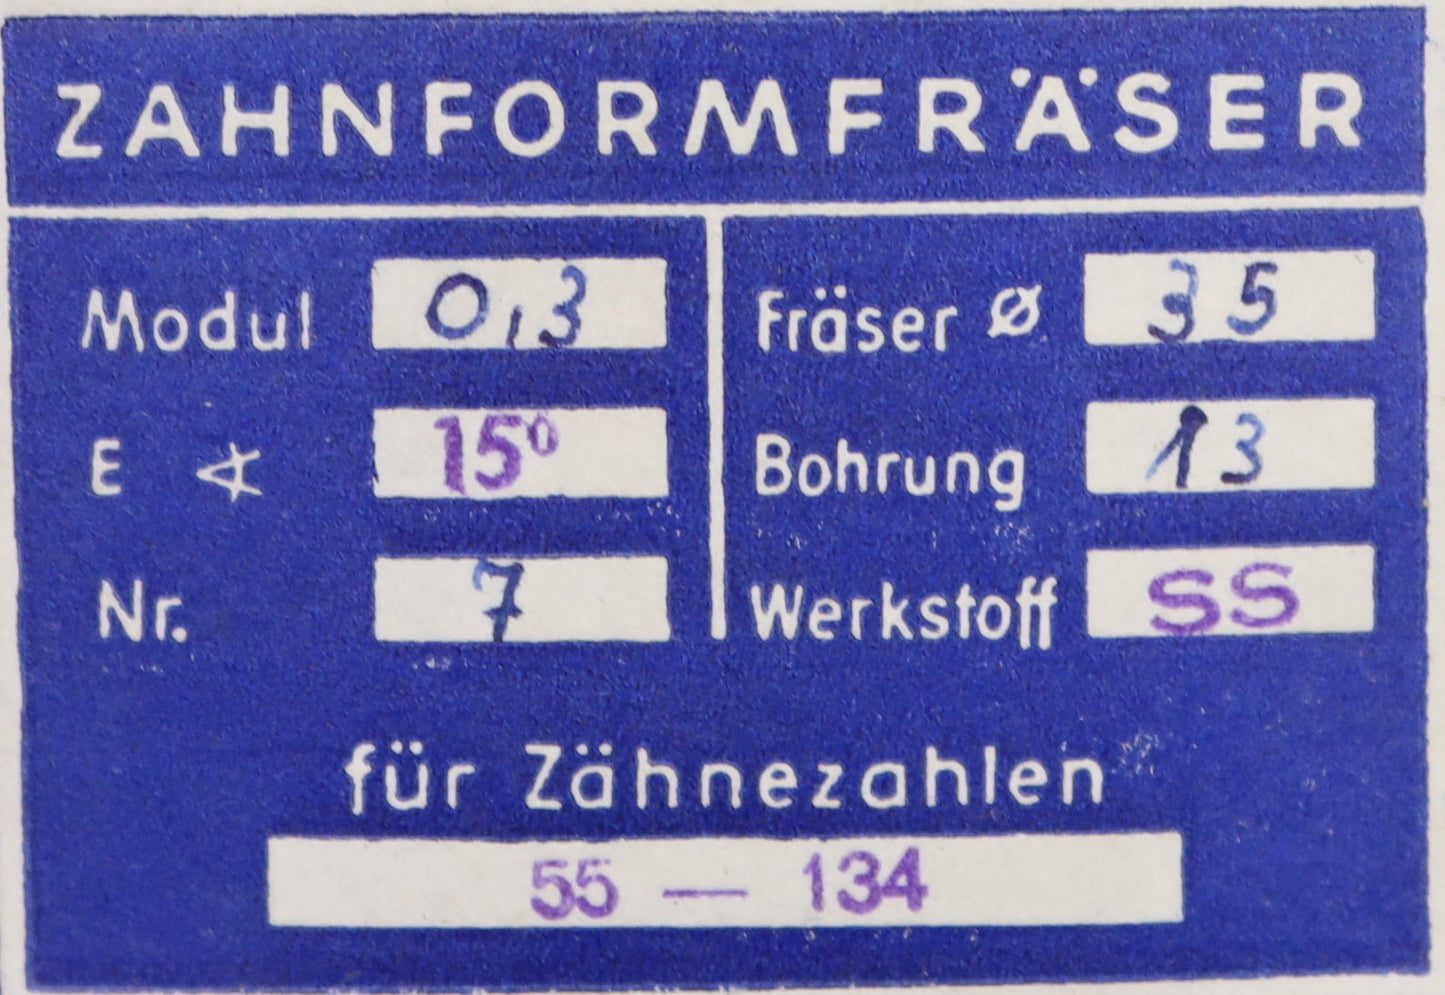 ZAHNFORMFRÄSER
Modul 0,3
E ∢ 15°
Nr. 7
Fräser ⌀ 35
Bohrung 13
Werkstoff SS
für Zähnezahlen
55 — 134